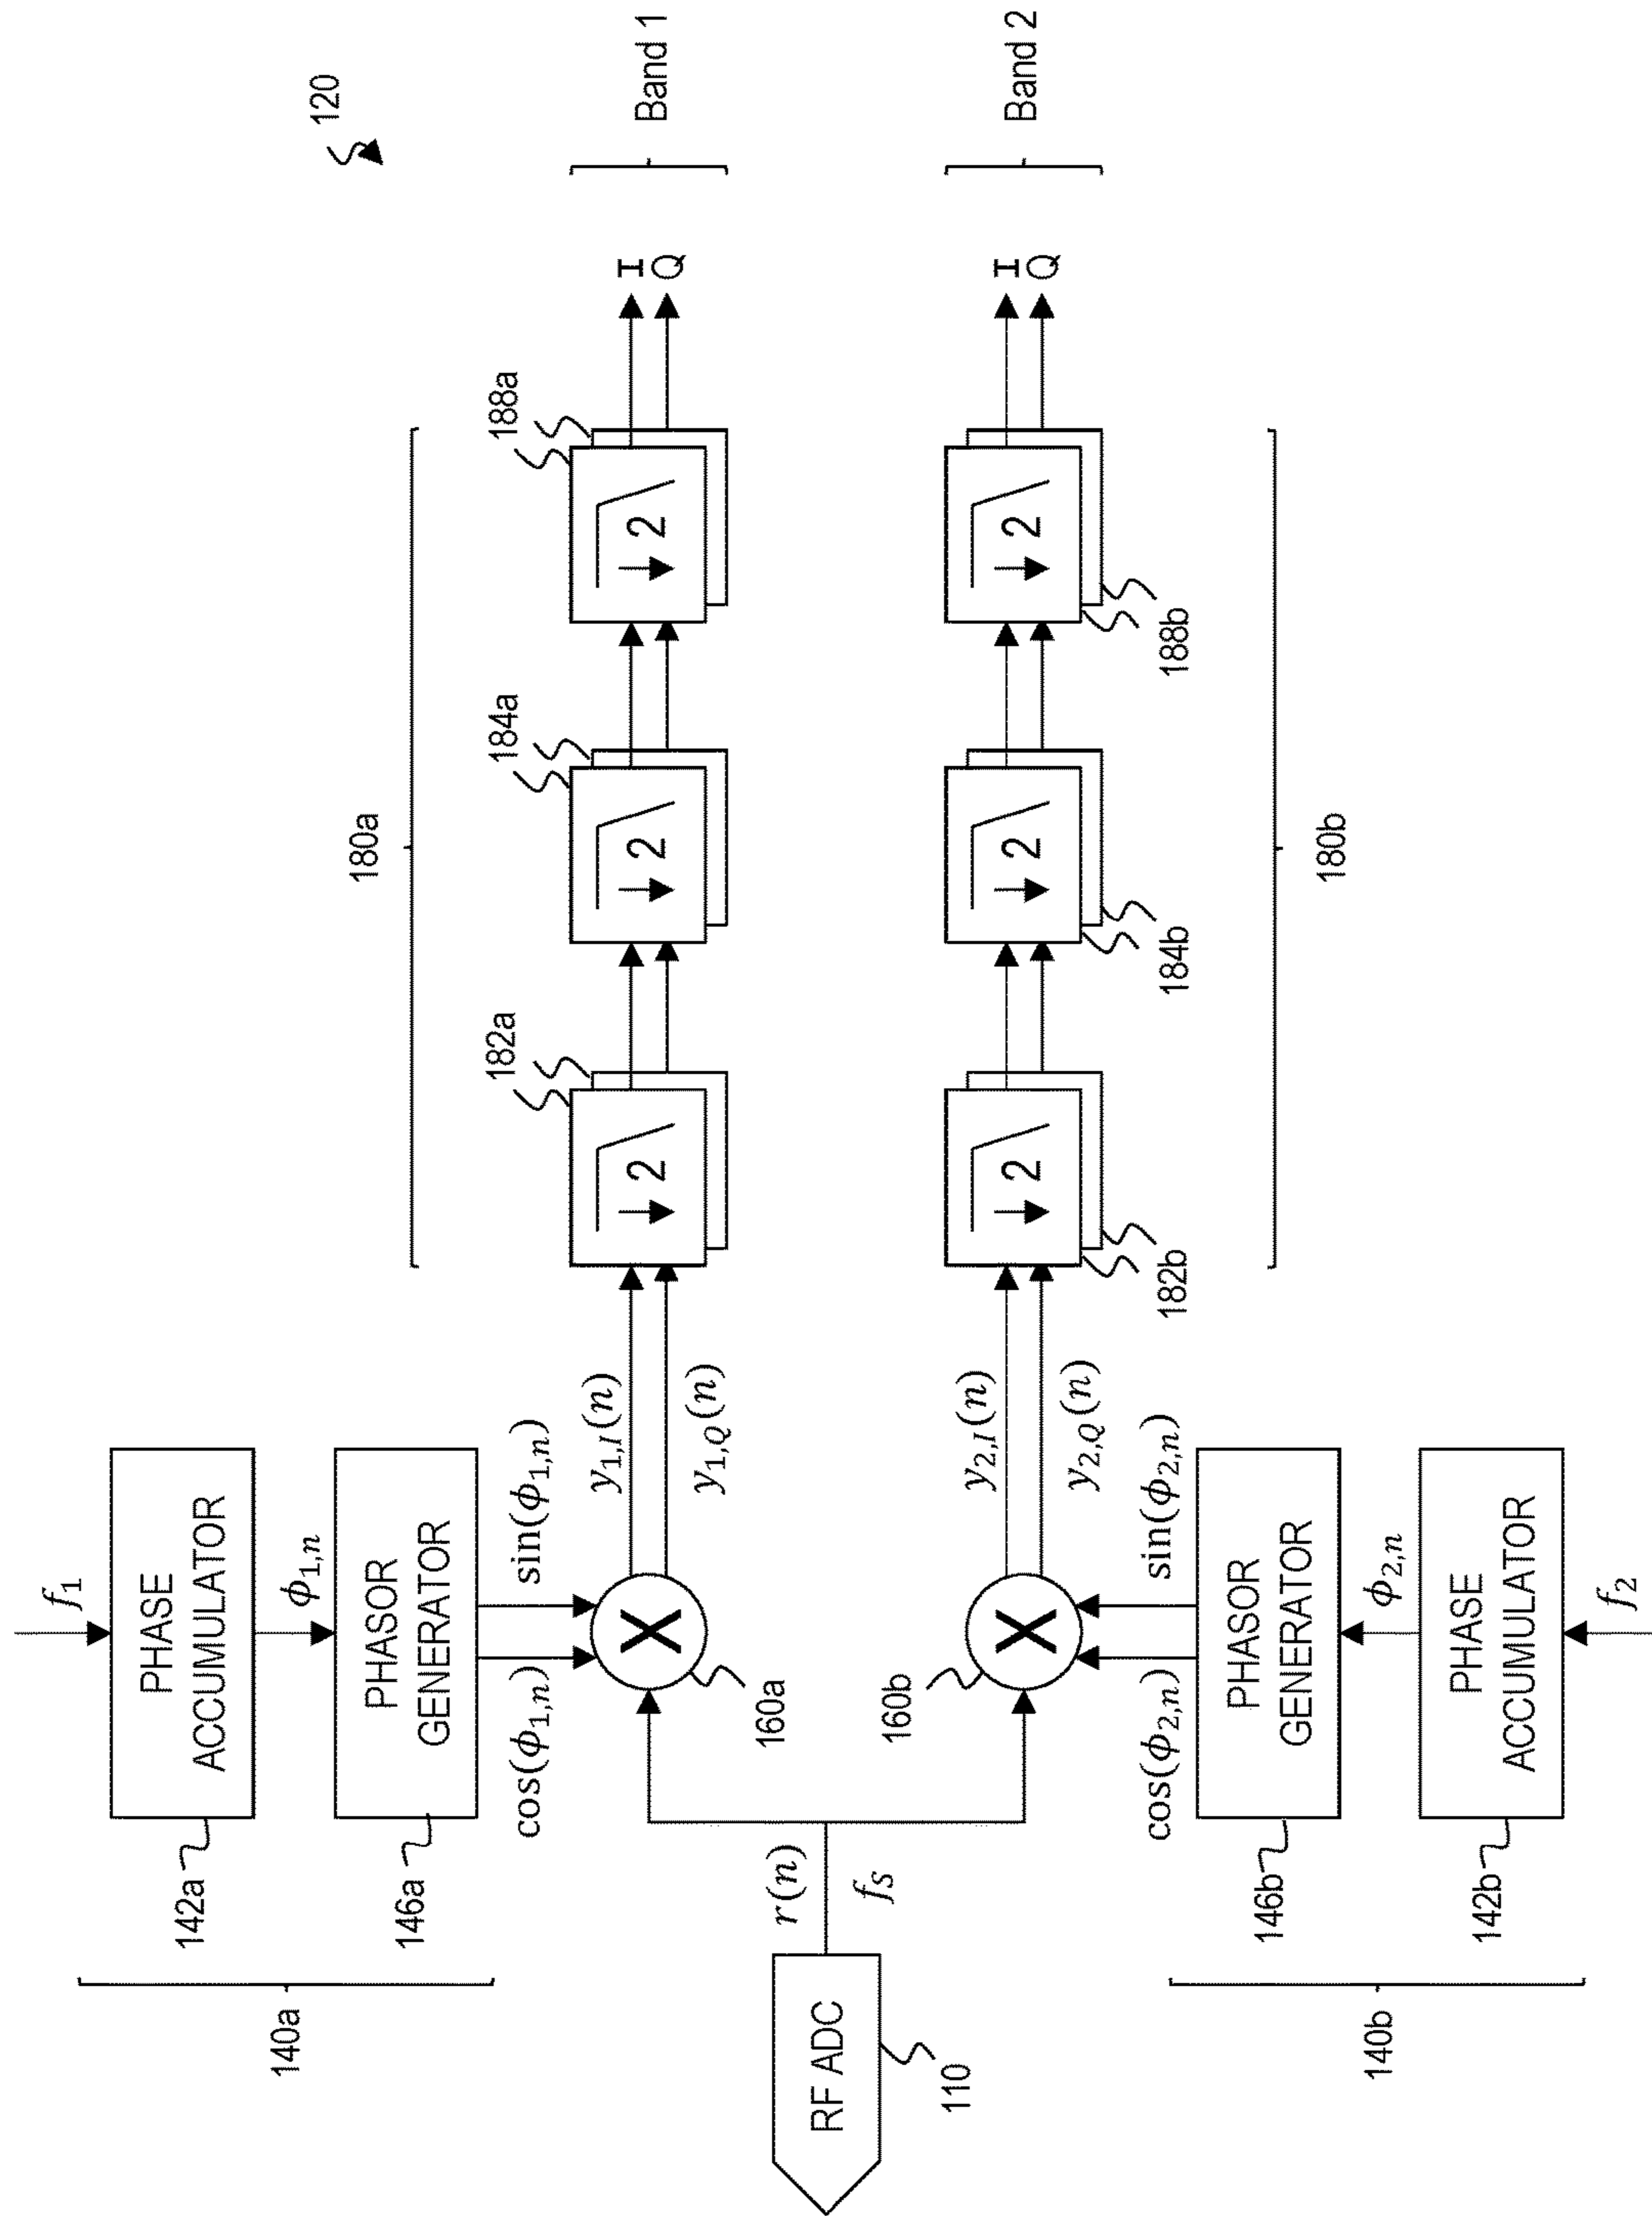 120
140a
142a
f₁
PHASE
ACCUMULATOR
ϕ₁,ₙ
146a
PHASOR
GENERATOR
cos(ϕ₁,ₙ)
sin(ϕ₁,ₙ)
160a
y₁,I(n)
y₁,Q(n)
180a
182a
↓ 2
184a
↓ 2
188a
↓ 2
I
Q
Band 1
RF ADC
110
r(n)
fS
160b
y₂,I(n)
y₂,Q(n)
↓ 2
182b
↓ 2
184b
↓ 2
188b
180b
I
Q
Band 2
cos(ϕ₂,ₙ)
sin(ϕ₂,ₙ)
140b
146b
PHASOR
GENERATOR
ϕ₂,ₙ
142b
PHASE
ACCUMULATOR
f₂